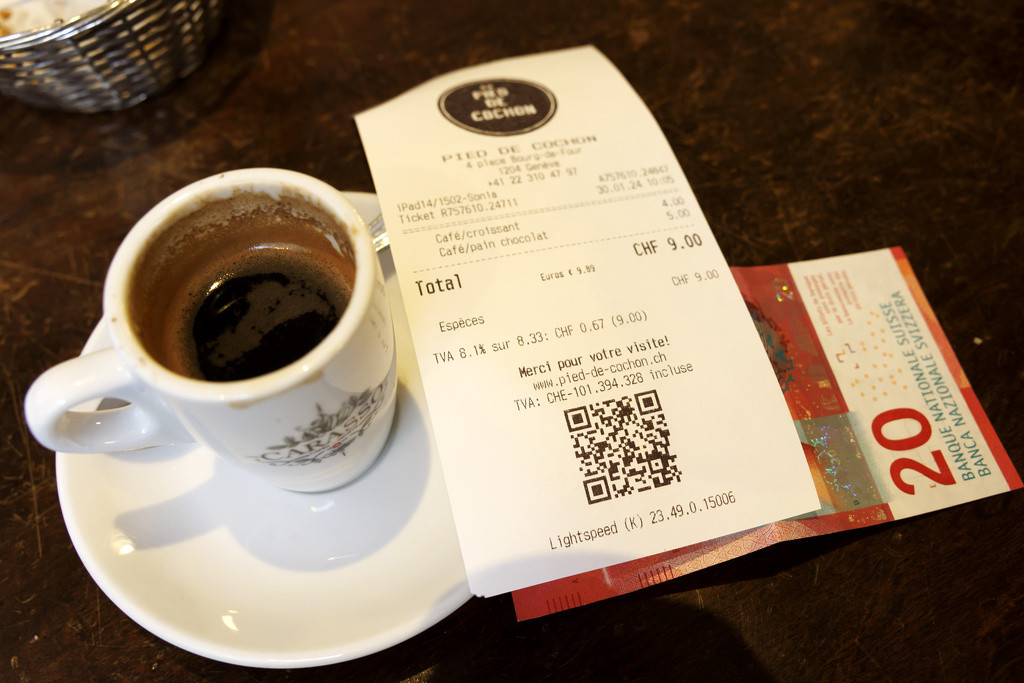 PIED
DE
COCHON
PIED DE COCHON
4 place Bourg-de-Four
1204 Genève
+41 22 310 47 97
iPad14/1502-Sonia A757610.24647
Ticket R757610.24711 30.01.24 10:05
Café/croissant 4.00
Café/pain chocolat 5.00
Total CHF 9.00
Euros € 9.89
Espèces CHF 9.00
TVA 8.1% sur 8.33: CHF 0.67 (9.00)
Merci pour votre visite!
www.pied-de-cochon.ch
TVA: CHE-101.394.328 incluse
Lightspeed (K) 23.49.0.15006
CARASSO
20
BANQUE NATIONALE SUISSE
BANCA NAZIONALE SVIZZERA